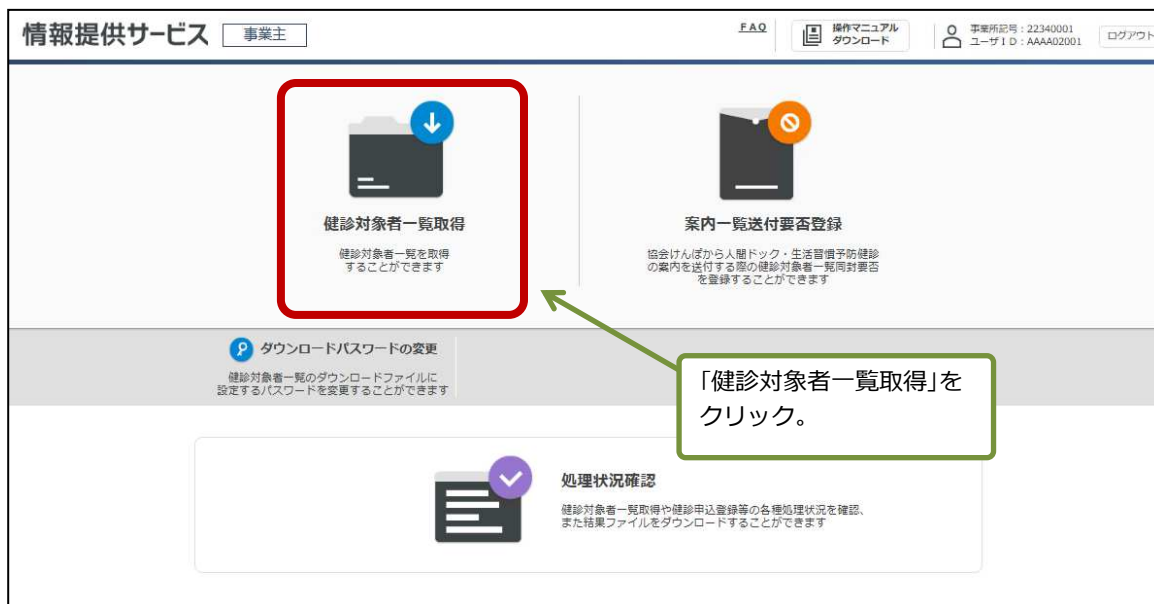 情報提供サービス 事業主
FAQ
操作マニュアル
ダウンロード
事業所記号：22340001
ユーザＩＤ：AAAA02001
ログアウト
健診対象者一覧取得
健診対象者一覧を取得
することができます
案内一覧送付要否登録
協会けんぽから人間ドック・生活習慣予防健診
の案内を送付する際の健診対象者一覧同封要否
を登録することができます
ダウンロードパスワードの変更
健診対象者一覧のダウンロードファイルに
設定するパスワードを変更することができます
「健診対象者一覧取得」を
クリック。
処理状況確認
健診対象者一覧取得や健診申込登録等の各種処理状況を確認、
また結果ファイルをダウンロードすることができます